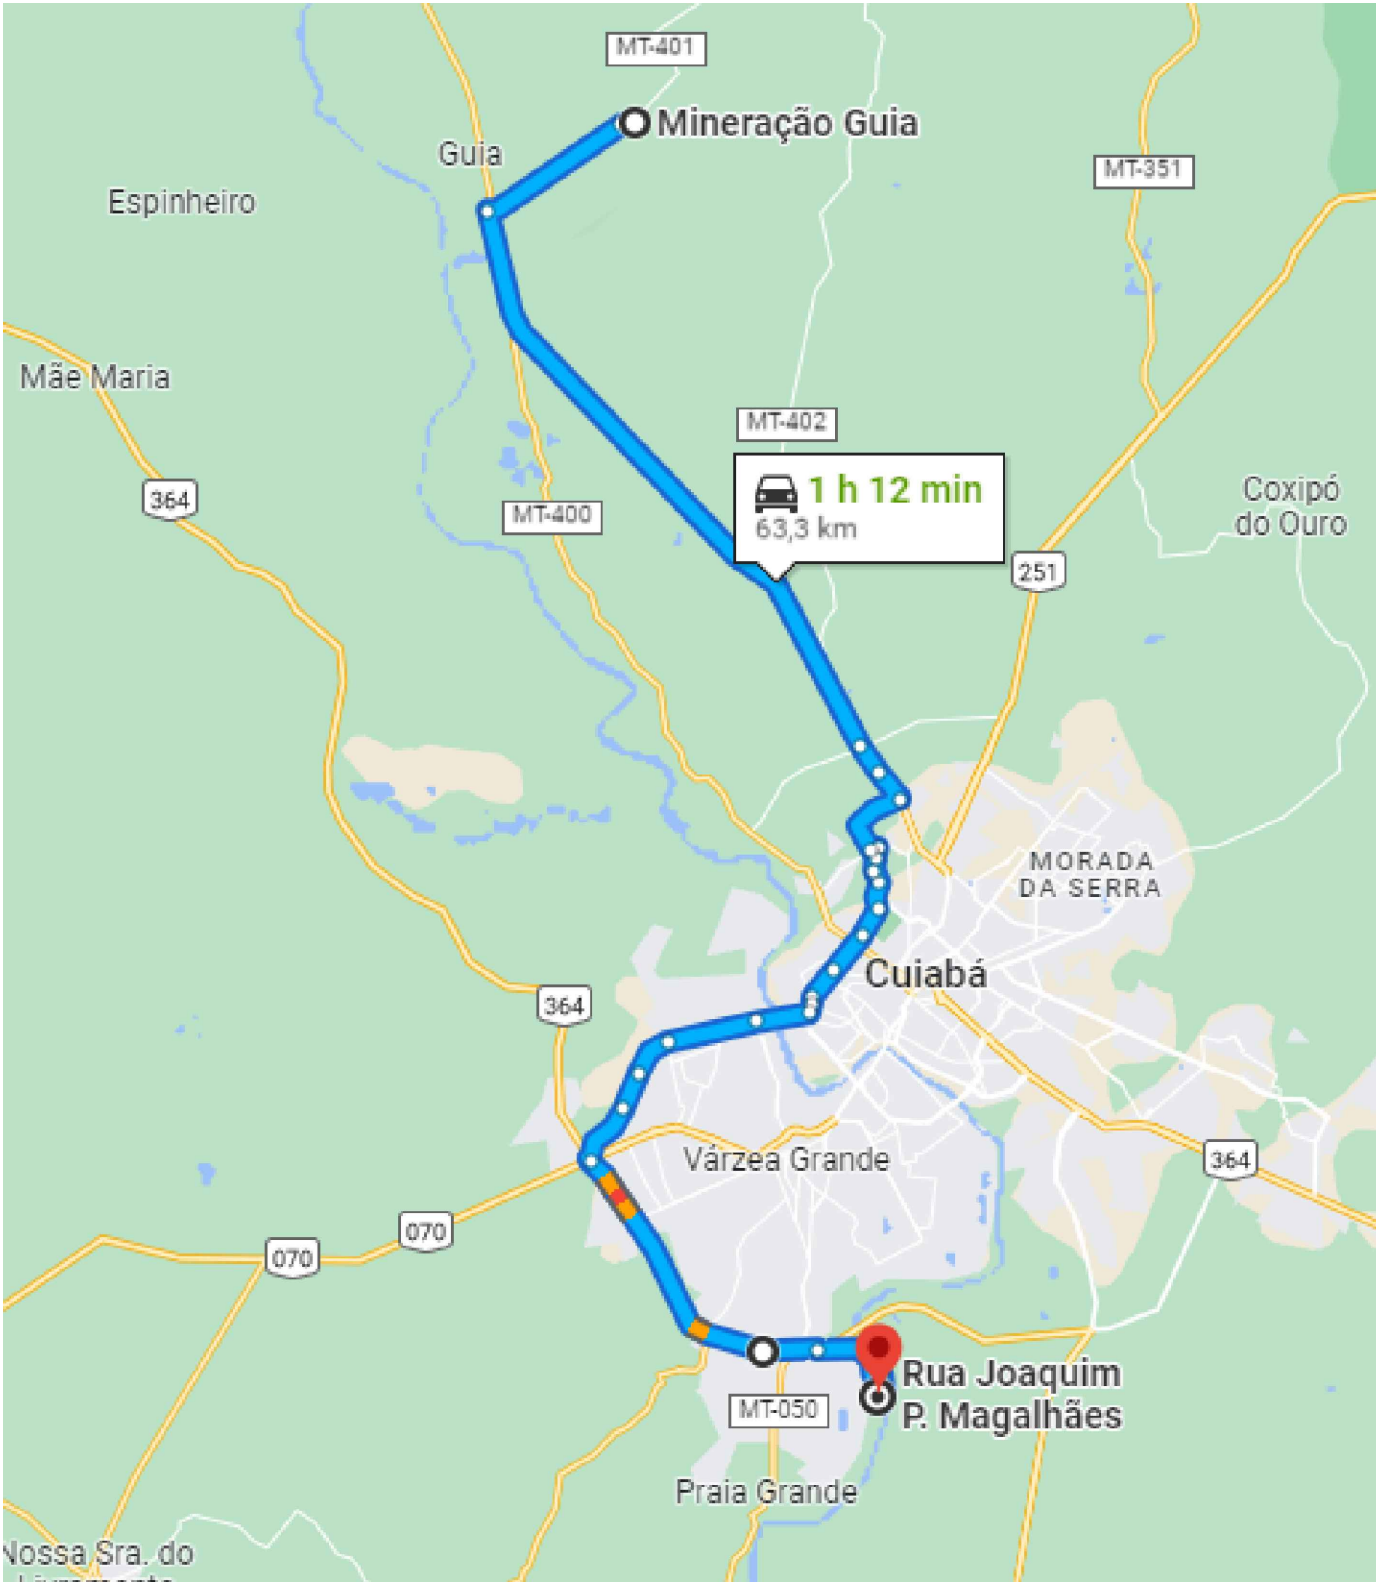 MT-401
Mineração Guia
Guia
MT-351
Espinheiro
Mãe Maria
MT-402
1 h 12 min
63,3 km
364
Coxipó
do Ouro
MT-400
251
MORADA
DA SERRA
Cuiabá
364
Várzea Grande
364
070
070
Rua Joaquim
P. Magalhães
MT-050
Praia Grande
Nossa Sra. do